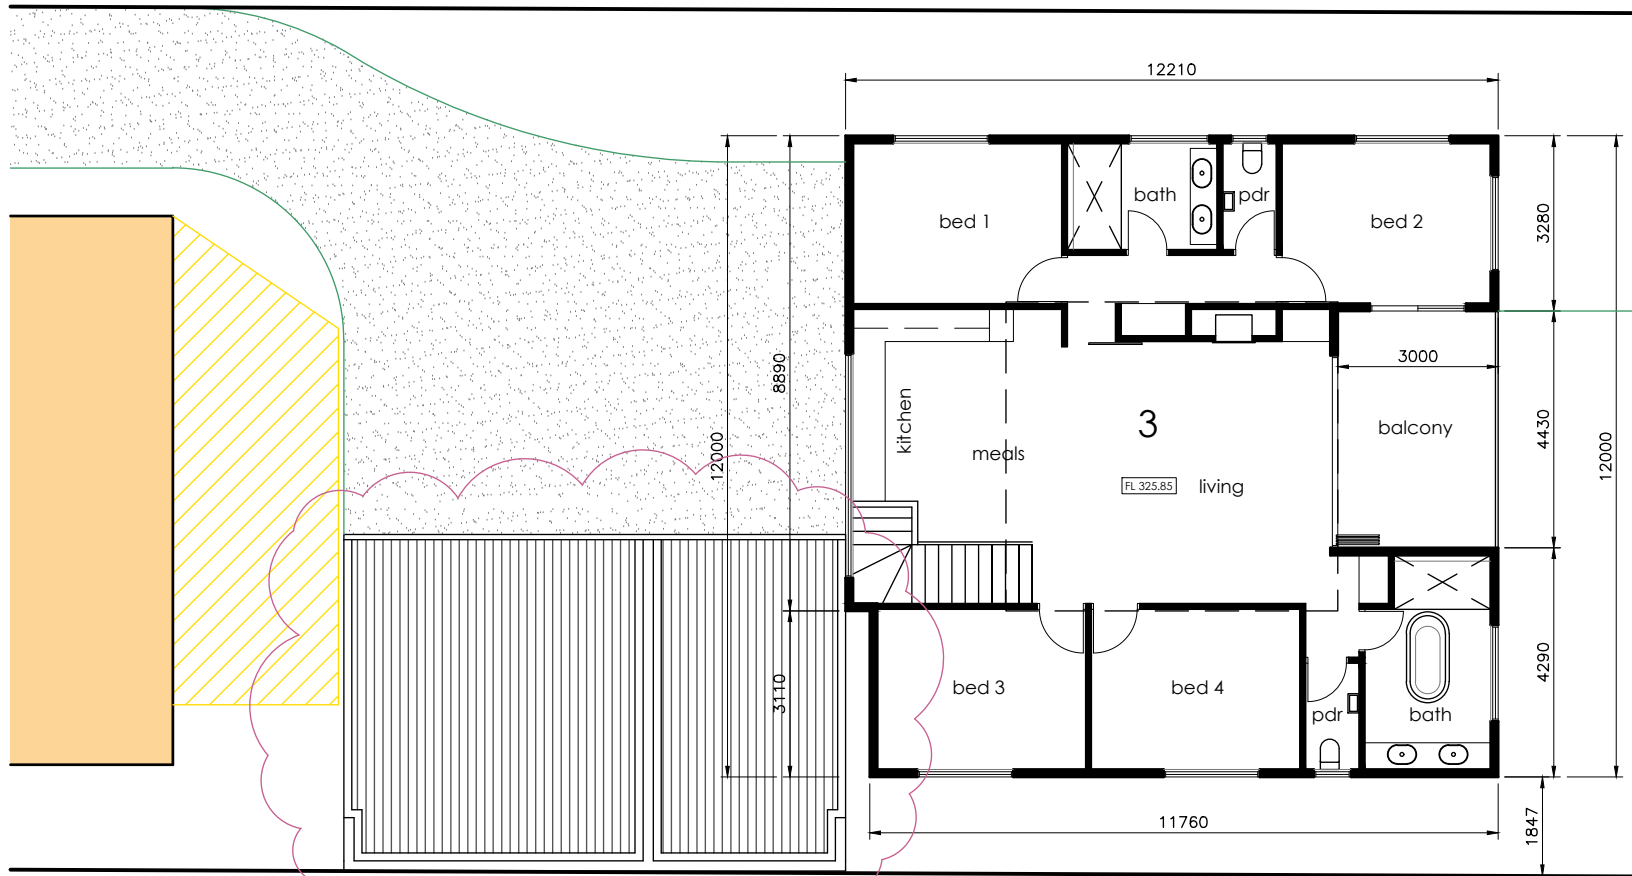 12210
bath
pdr
bed 1
bed 2
3280
3000
8890
kitchen
3
balcony
4430
12000
meals
12000
FL 325.85
living
4290
bed 3
bed 4
3110
pdr
bath
11760
1847